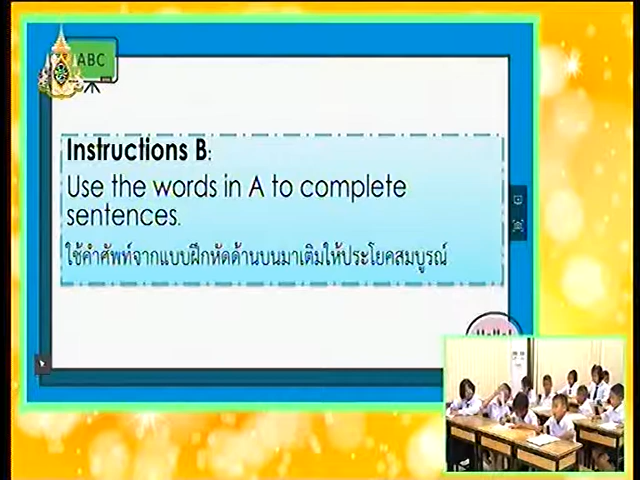 ABC
Instructions B:
Use the words in A to complete
sentences.
ใช้คำศัพท์จากแบบฝึกหัดด้านบนมาเติมให้ประโยคสมบูรณ์